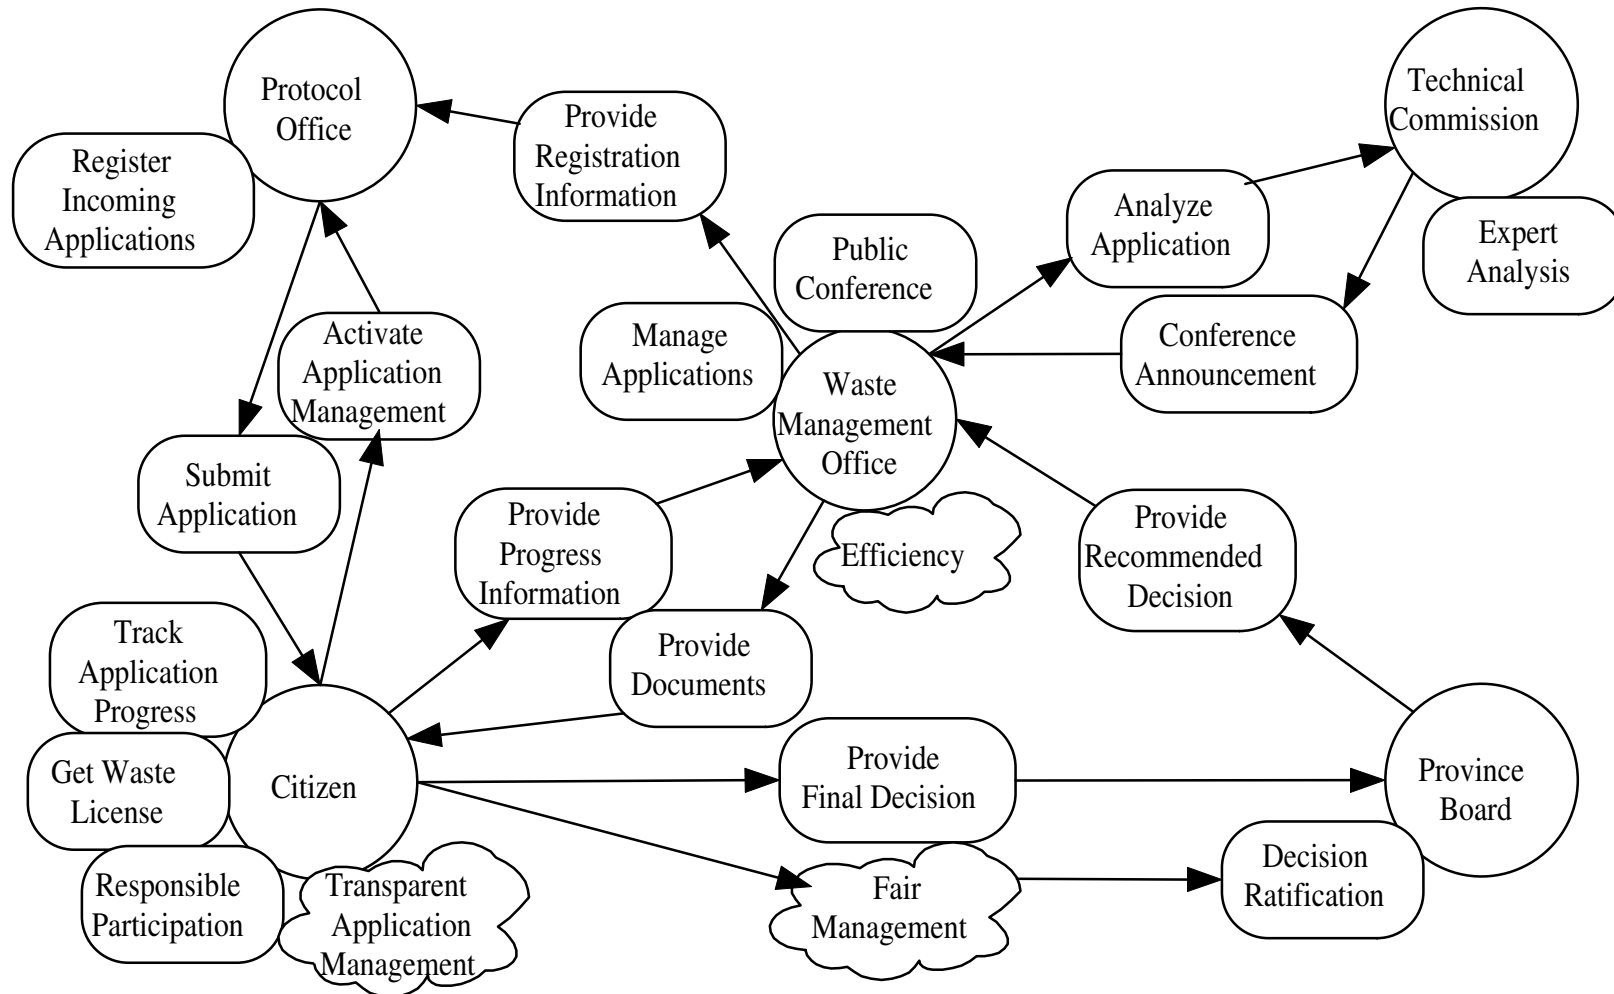 Protocol
Office
Provide
Registration
Information
Technical
Commission
Register
Incoming
Applications
Public
Conference
Analyze
Application
Expert
Analysis
Activate
Application
Management
Manage
Applications
Conference
Announcement
Waste
Management
Office
Submit
Application
Provide
Progress
Information
Efficiency
Provide
Recommended
Decision
Track
Application
Progress
Provide
Documents
Get Waste
License
Citizen
Provide
Final Decision
Province
Board
Responsible
Participation
Transparent
Application
Management
Fair
Management
Decision
Ratification